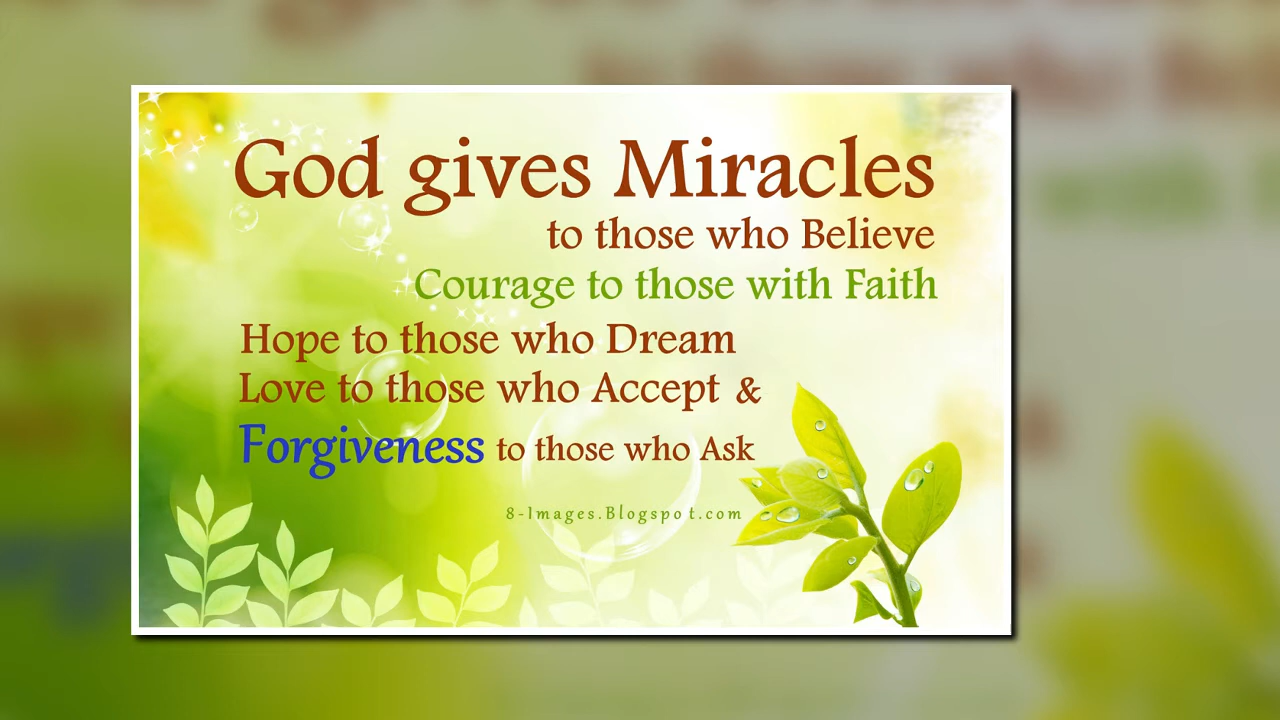 God gives Miracles
to those who Believe
Courage to those with Faith
Hope to those who Dream
Love to those who Accept &
Forgiveness to those who Ask
8-Images.Blogspot.com